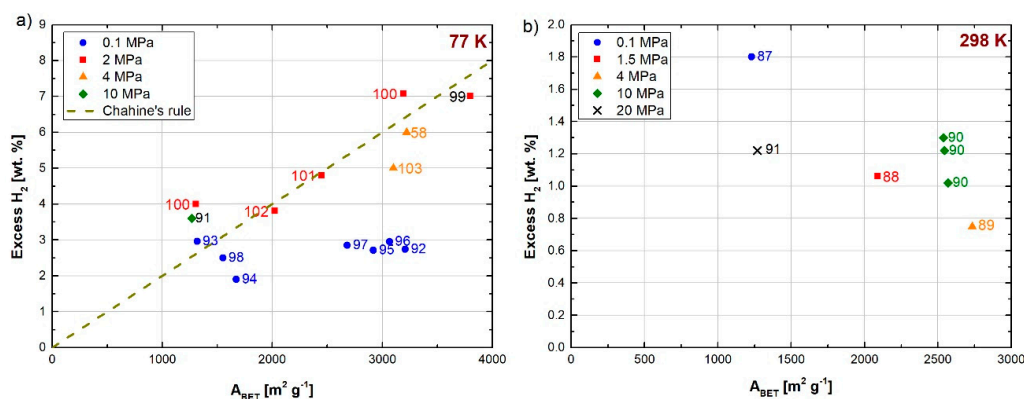 a)
77 K
0.1 MPa
2 MPa
4 MPa
10 MPa
Chahine's rule
9
8
7
6
5
4
3
2
1
0
Excess H2 [wt. %]
100
99
58
103
101
102
100
91
93
98
94
97
95
96
92
0 1000 2000 3000 4000
ABET [m2 g-1]
b)
298 K
0.1 MPa
1.5 MPa
4 MPa
10 MPa
20 MPa
2.0
1.8
1.6
1.4
1.2
1.0
0.8
0.6
0.4
0.2
0.0
Excess H2 [wt. %]
87
90
90
91
88
90
89
0 500 1000 1500 2000 2500 3000
ABET [m2 g-1]